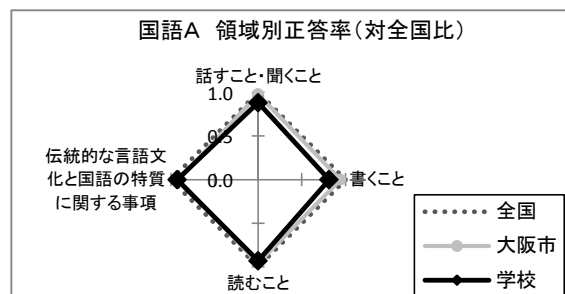 国語A 領域別正答率(対全国比)
話すこと・聞くこと
1.0
0.5
0.0
伝統的な言語文
化と国語の特質
に関する事項
書くこと
読むこと
全国
大阪市
学校